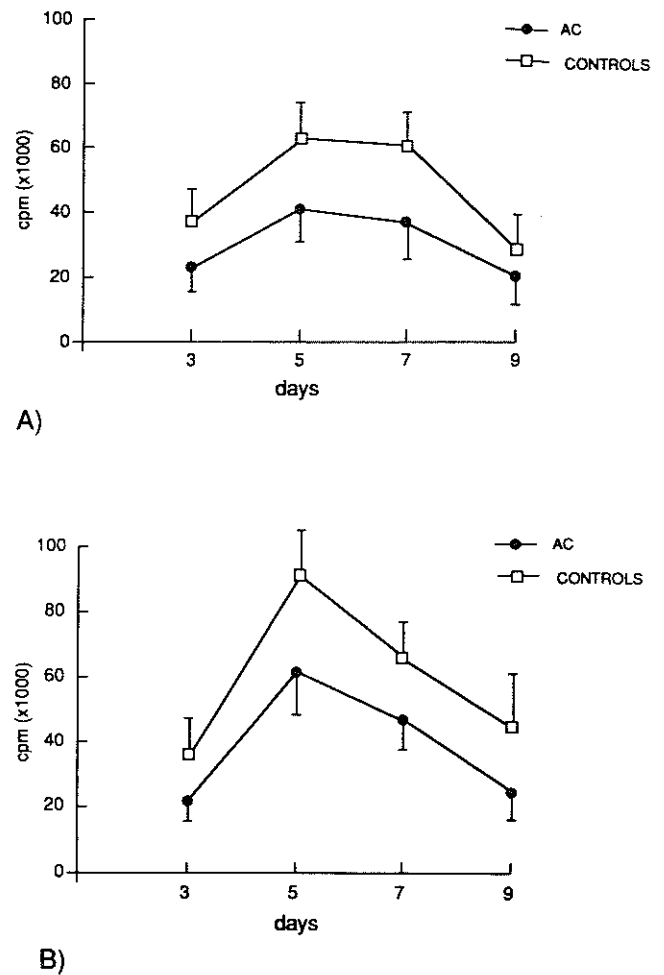 100
AC
CONTROLS
80
60
40
20
0
cpm (x1000)
3 5 7 9
days
A)
100
AC
CONTROLS
80
60
40
20
0
cpm (x1000)
3 5 7 9
days
B)